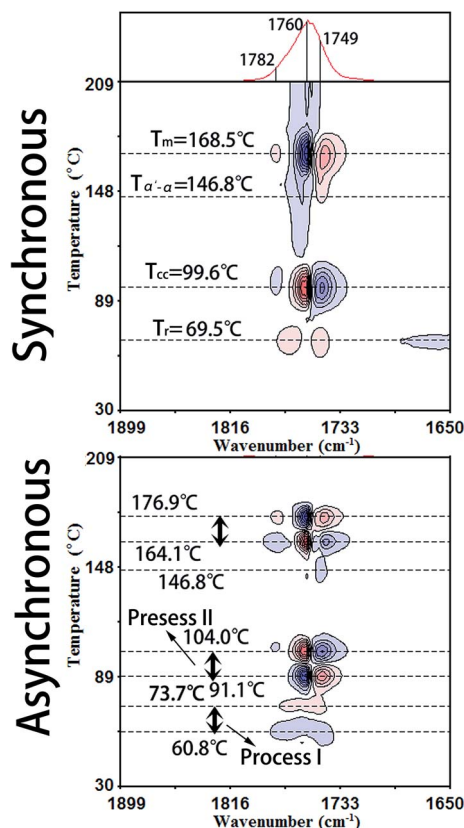 1760
1782
1749
Synchronous
Temperature (°C)
209
148
89
30
Tm=168.5℃
Tα'-α=146.8℃
Tcc=99.6℃
Tr=69.5℃
1899
1816
1733
1650
Wavenumber (cm-1)
Asynchronous
Temperature (°C)
209
148
89
30
176.9℃
164.1℃
146.8℃
Presess II
104.0℃
73.7℃
91.1℃
60.8℃
Process I
1899
1816
1733
1650
Wavenumber (cm-1)